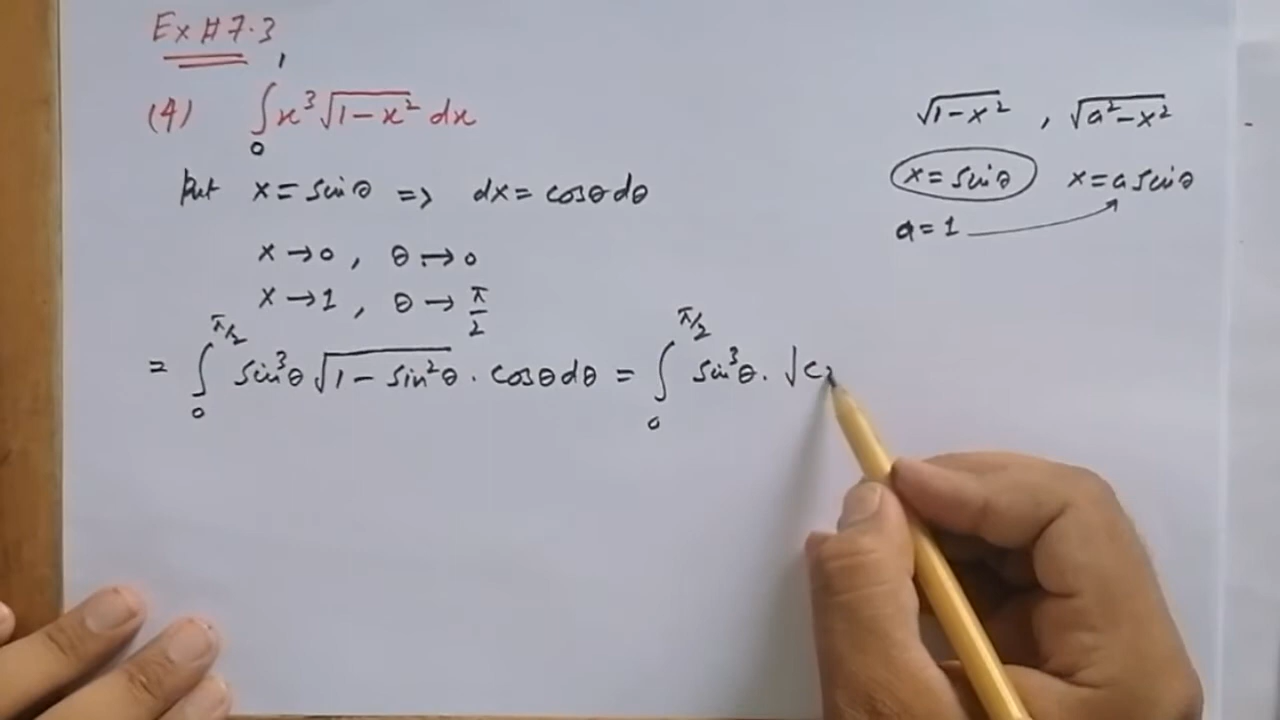 Ex # 7.3
(4) ∫₀¹ x³ √(1-x²) dx
Put x = sinθ => dx = cosθ dθ
x → 0 , θ → 0
x → 1 , θ → π/2
= ∫₀^(π/2) sin³θ √(1 - sin²θ) . cosθ dθ = ∫₀^(π/2) sin³θ . √c
√(1-x²) , √(a²-x²)
x = sinθ x = a sinθ
a = 1